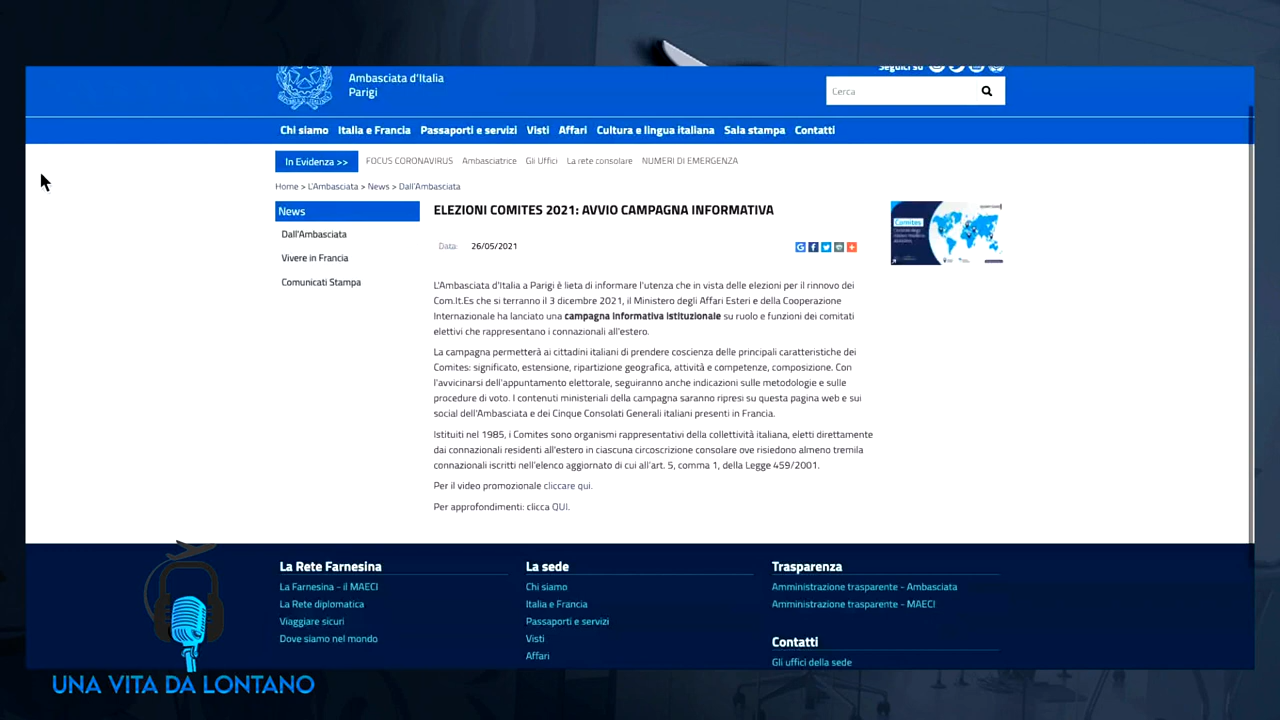 Seguici su
Ambasciata d'Italia
Parigi
Cerca
Chi siamo Italia e Francia Passaporti e servizi Visti Affari Cultura e lingua italiana Sala stampa Contatti
In Evidenza >> FOCUS CORONAVIRUS Ambasciatrice Gli Uffici La rete consolare NUMERI DI EMERGENZA
Home > L'Ambasciata > News > Dall'Ambasciata
News
Dall'Ambasciata
Vivere in Francia
Comunicati Stampa
ELEZIONI COMITES 2021: AVVIO CAMPAGNA INFORMATIVA
Data: 26/05/2021
Comites
L'Ambasciata d'Italia a Parigi è lieta di informare l'utenza che in vista delle elezioni per il rinnovo dei
Com.It.Es che si terranno il 3 dicembre 2021, il Ministero degli Affari Esteri e della Cooperazione
Internazionale ha lanciato una campagna informativa istituzionale su ruolo e funzioni dei comitati
elettivi che rappresentano i connazionali all'estero.
La campagna permetterà ai cittadini italiani di prendere coscienza delle principali caratteristiche dei
Comites: significato, estensione, ripartizione geografica, attività e competenze, composizione. Con
l'avvicinarsi dell'appuntamento elettorale, seguiranno anche indicazioni sulle metodologie e sulle
procedure di voto. I contenuti ministeriali della campagna saranno ripresi su questa pagina web e sui
social dell'Ambasciata e dei Cinque Consolati Generali italiani presenti in Francia.
Istituiti nel 1985, i Comites sono organismi rappresentativi della collettività italiana, eletti direttamente
dai connazionali residenti all'estero in ciascuna circoscrizione consolare ove risiedono almeno tremila
connazionali iscritti nell'elenco aggiornato di cui all'art. 5, comma 1, della Legge 459/2001.
Per il video promozionale cliccare qui.
Per approfondimenti: clicca QUI.
La Rete Farnesina
La Farnesina - il MAECI
La Rete diplomatica
Viaggiare sicuri
Dove siamo nel mondo
La sede
Chi siamo
Italia e Francia
Passaporti e servizi
Visti
Affari
Trasparenza
Amministrazione trasparente - Ambasciata
Amministrazione trasparente - MAECI
Contatti
Gli uffici della sede
UNA VITA DA LONTANO